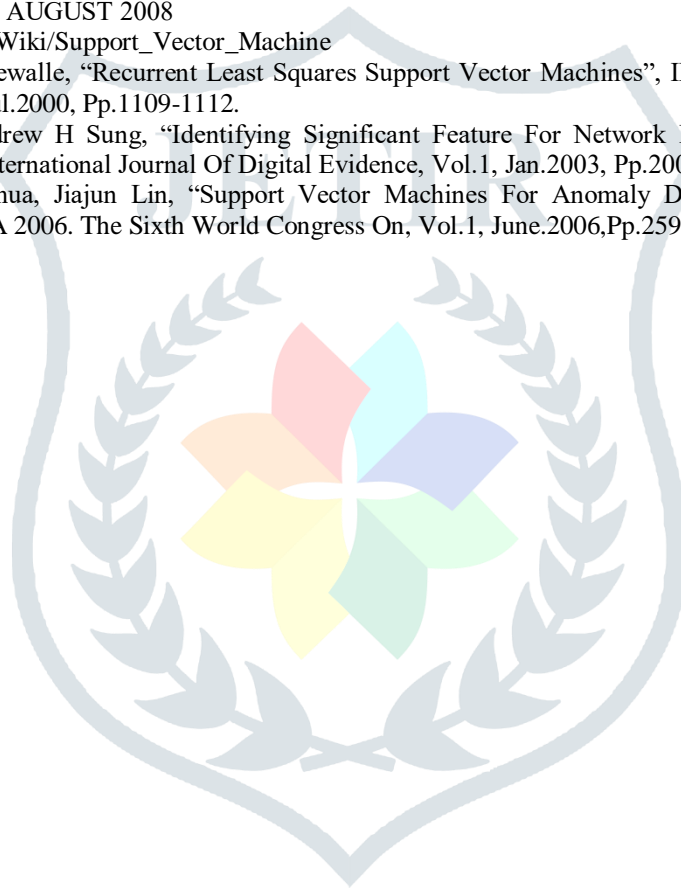 AUGUST 2008
Wiki/Support_Vector_Machine
ewalle, “Recurrent Least Squares Support Vector Machines”,
ul.2000, Pp.1109-1112.
drew H Sung, “Identifying Significant Feature For Network
ternational Journal Of Digital Evidence, Vol.1, Jan.2003, Pp.200
hua, Jiajun Lin, “Support Vector Machines For Anomaly D
A 2006. The Sixth World Congress On, Vol.1, June.2006,Pp.259
JETIR